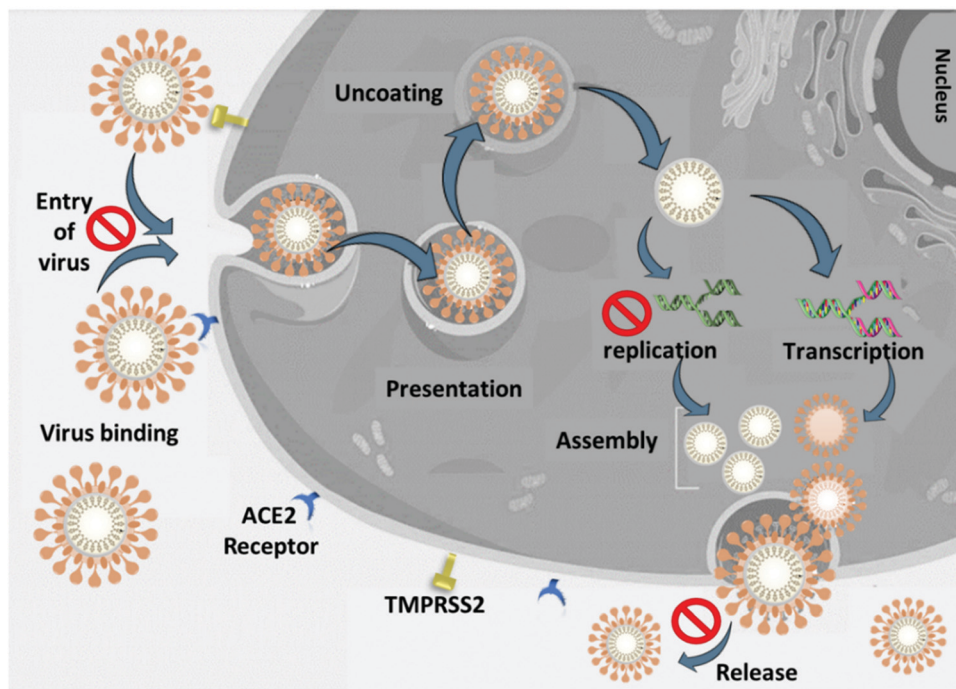 Nucleus
Uncoating
Entry
of
virus
Presentation
replication
Transcription
Virus binding
Assembly
ACE2
Receptor
TMPRSS2
Release